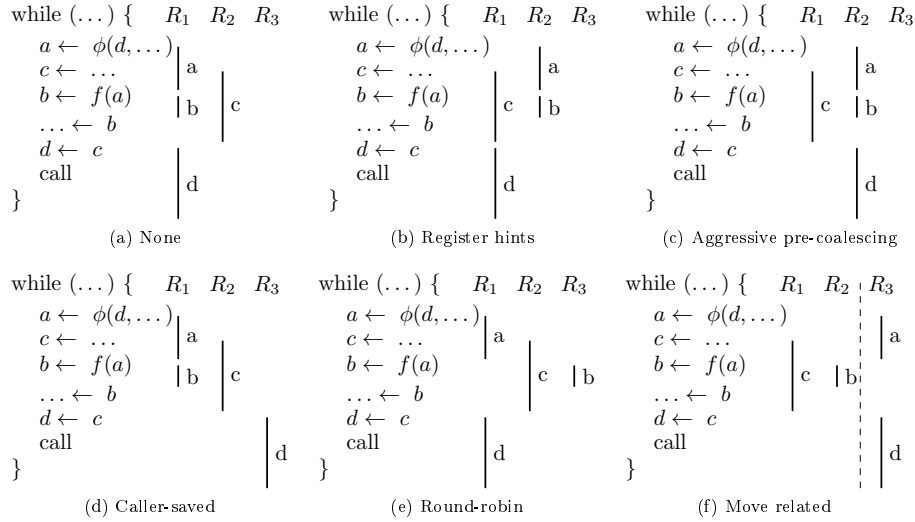 while (...) { R₁ R₂ R₃
a ← ϕ(d, ...)
c ← ...
b ← f(a)
... ← b
d ← c
call
}
a
b
c
d
(a) None
while (...) { R₁ R₂ R₃
a ← ϕ(d, ...)
c ← ...
b ← f(a)
... ← b
d ← c
call
}
a
c
b
d
(b) Register hints
while (...) { R₁ R₂ R₃
a ← ϕ(d, ...)
c ← ...
b ← f(a)
... ← b
d ← c
call
}
a
c
b
d
(c) Aggressive pre-coalescing
while (...) { R₁ R₂ R₃
a ← ϕ(d, ...)
c ← ...
b ← f(a)
... ← b
d ← c
call
}
a
b
c
d
(d) Caller-saved
while (...) { R₁ R₂ R₃
a ← ϕ(d, ...)
c ← ...
b ← f(a)
... ← b
d ← c
call
}
a
c
b
d
(e) Round-robin
while (...) { R₁ R₂ R₃
a ← ϕ(d, ...)
c ← ...
b ← f(a)
... ← b
d ← c
call
}
a
c
b
d
(f) Move related